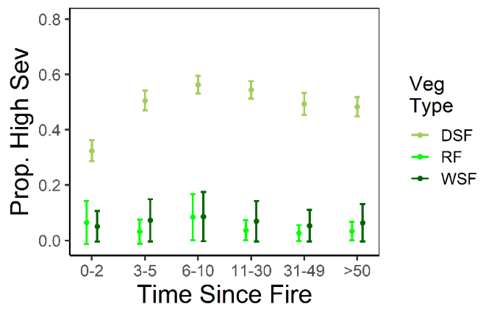 Prop. High Sev
0.8
0.6
0.4
0.2
0.0
0-2 3-5 6-10 11-30 31-49 >50
Time Since Fire
Veg
Type
DSF
RF
WSF